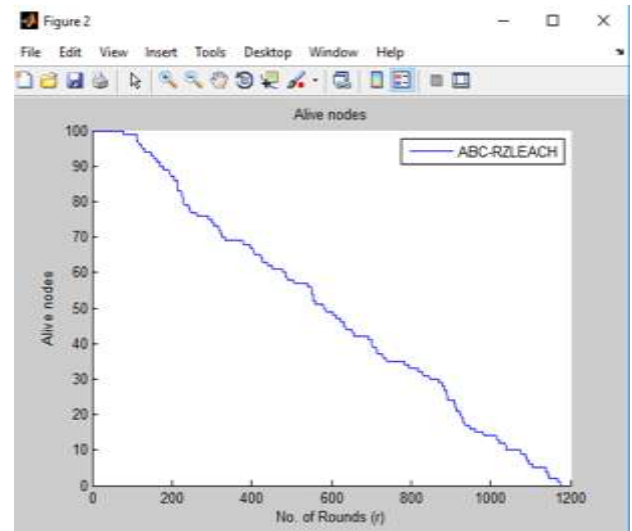 Figure 2
File Edit View Insert Tools Desktop Window Help
Alive nodes
ABC-RZLEACH
100
90
80
70
60
50
40
30
20
10
0
Alive nodes
0 200 400 600 800 1000 1200
No. of Rounds (r)